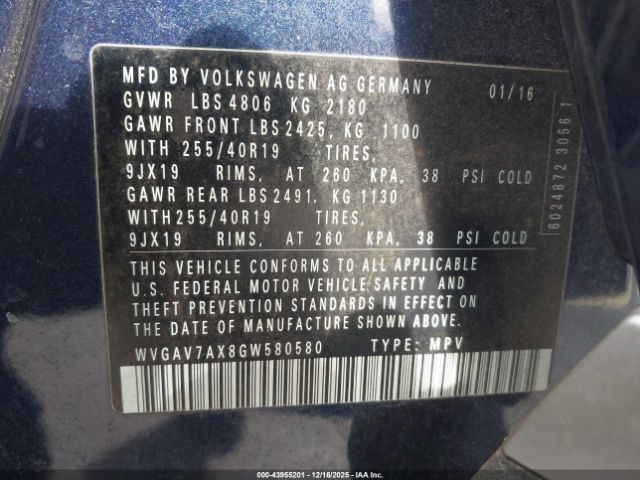 MFD BY VOLKSWAGEN AG GERMANY 01/16
GVWR LBS 4806 KG 2180
GAWR FRONT LBS 2425, KG 1100
WITH 255/40R19 TIRES,
9JX19 RIMS, AT 260 KPA, 38 PSI COLD
GAWR REAR LBS 2491, KG 1130
WITH 255/40R19 TIRES,
9JX19 RIMS, AT 260 KPA, 38 PSI COLD
6024872 3056 1
THIS VEHICLE CONFORMS TO ALL APPLICABLE
U.S. FEDERAL MOTOR VEHICLE SAFETY AND
THEFT PREVENTION STANDARDS IN EFFECT ON
THE DATE OF MANUFACTURE SHOWN ABOVE.
WVGAV7AX8GW580580 TYPE: MPV
000-43955201 - 12/16/2025 - IAAI.COM